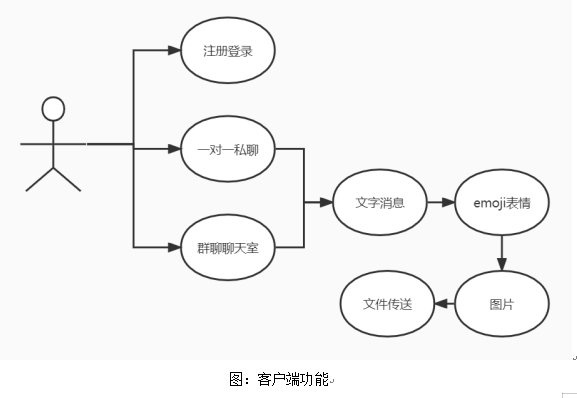 注册登录
一对一私聊
群聊聊天室
文字消息
emoji表情
文件传送
图片
图：客户端功能